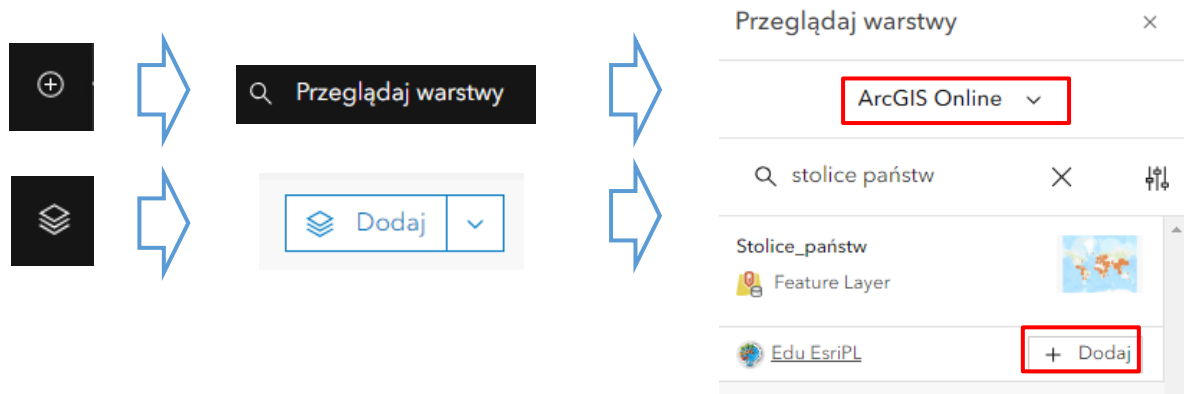 Przeglądaj warstwy
Dodaj
Przeglądaj warstwy
ArcGIS Online
stolice państw
Stolice_państw
Feature Layer
Edu EsriPL
+ Dodaj